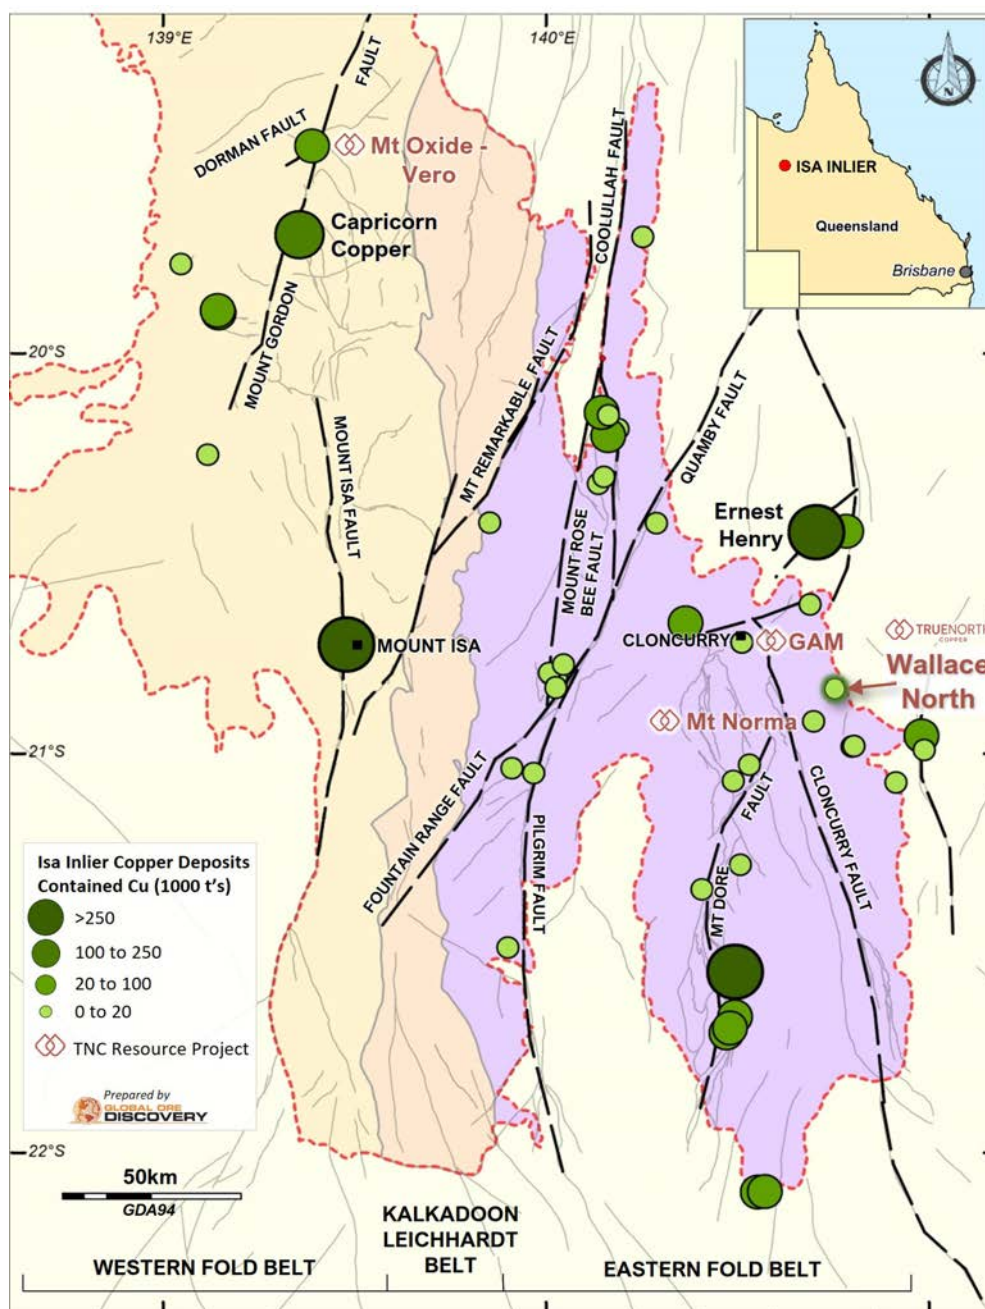 139°E
140°E
ISA INLIER
Queensland
Brisbane
N
FAULT
DORMAN FAULT
Mt Oxide -
Vero
COOLULLAH FAULT
Capricorn
Copper
MOUNT GORDON
20°S
MT REMARKABLE FAULT
QUAMBY FAULT
MOUNT ISA FAULT
Ernest
Henry
MOUNT ROSE
BEE FAULT
MOUNT ISA
CLONCURRY
GAM
TRUENORTH
COPPER
Wallace
North
Mt Norma
21°S
FOUNTAIN RANGE FAULT
PILGRIM FAULT
FAULT
MT DORE
CLONCURRY FAULT
Isa Inlier Copper Deposits
Contained Cu (1000 t's)
>250
100 to 250
20 to 100
0 to 20
TNC Resource Project
Prepared by
GLOBAL ORE
DISCOVERY
22°S
50km
GDA94
WESTERN FOLD BELT
KALKADOON
LEICHHARDT
BELT
EASTERN FOLD BELT